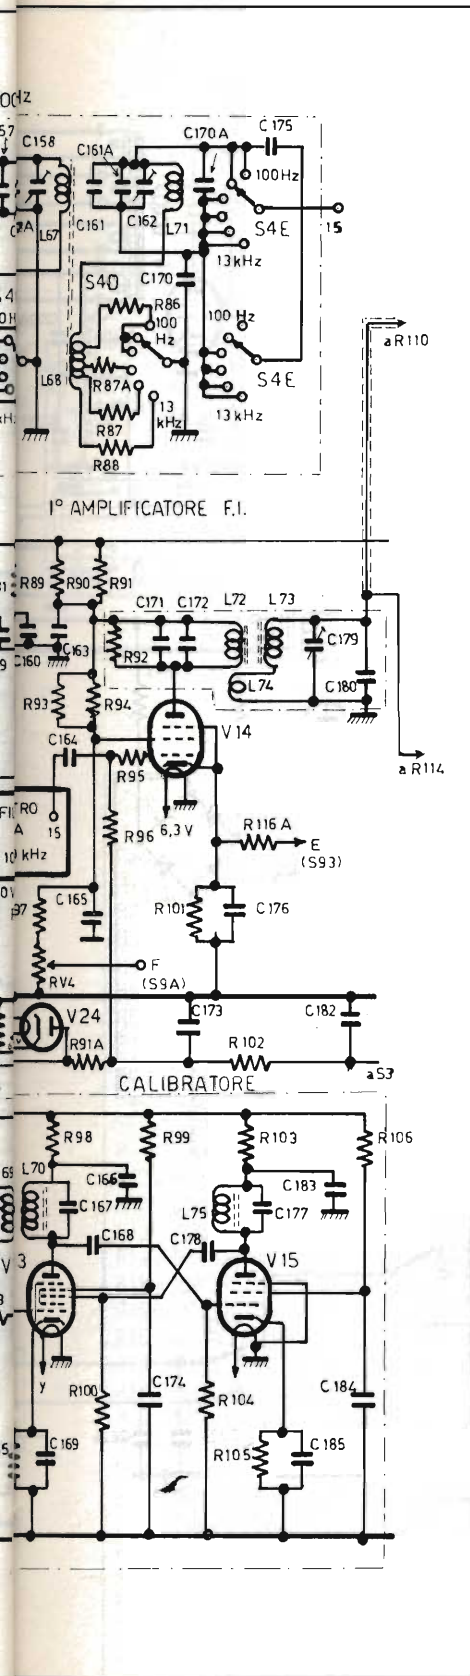 C158
C161A
C170A
C175
100Hz
C161
C162
L67
L71
S4E
15
13kHz
S4D
C170
R86
100 Hz
100 Hz
aR110
L68
R87A
S4E
R87
13 kHz
13kHz
R88
1° AMPLIFICATORE F.I.
R89
R90
R91
C171
C172
L72
L73
C160
C163
R92
C179
R93
R94
L74
C180
C164
V14
R95
a R114
15
R96
6,3 V
R116 A
E
(S93)
kHz
C165
R101
C176
RV4
F
(S9A)
V24
C173
C182
R91A
R102
aS3
CALIBRATORE
R98
R99
R103
R106
L70
C166
C183
C167
L75
C177
C168
C178
V15
y
R100
C174
R104
C184
C169
R105
C185